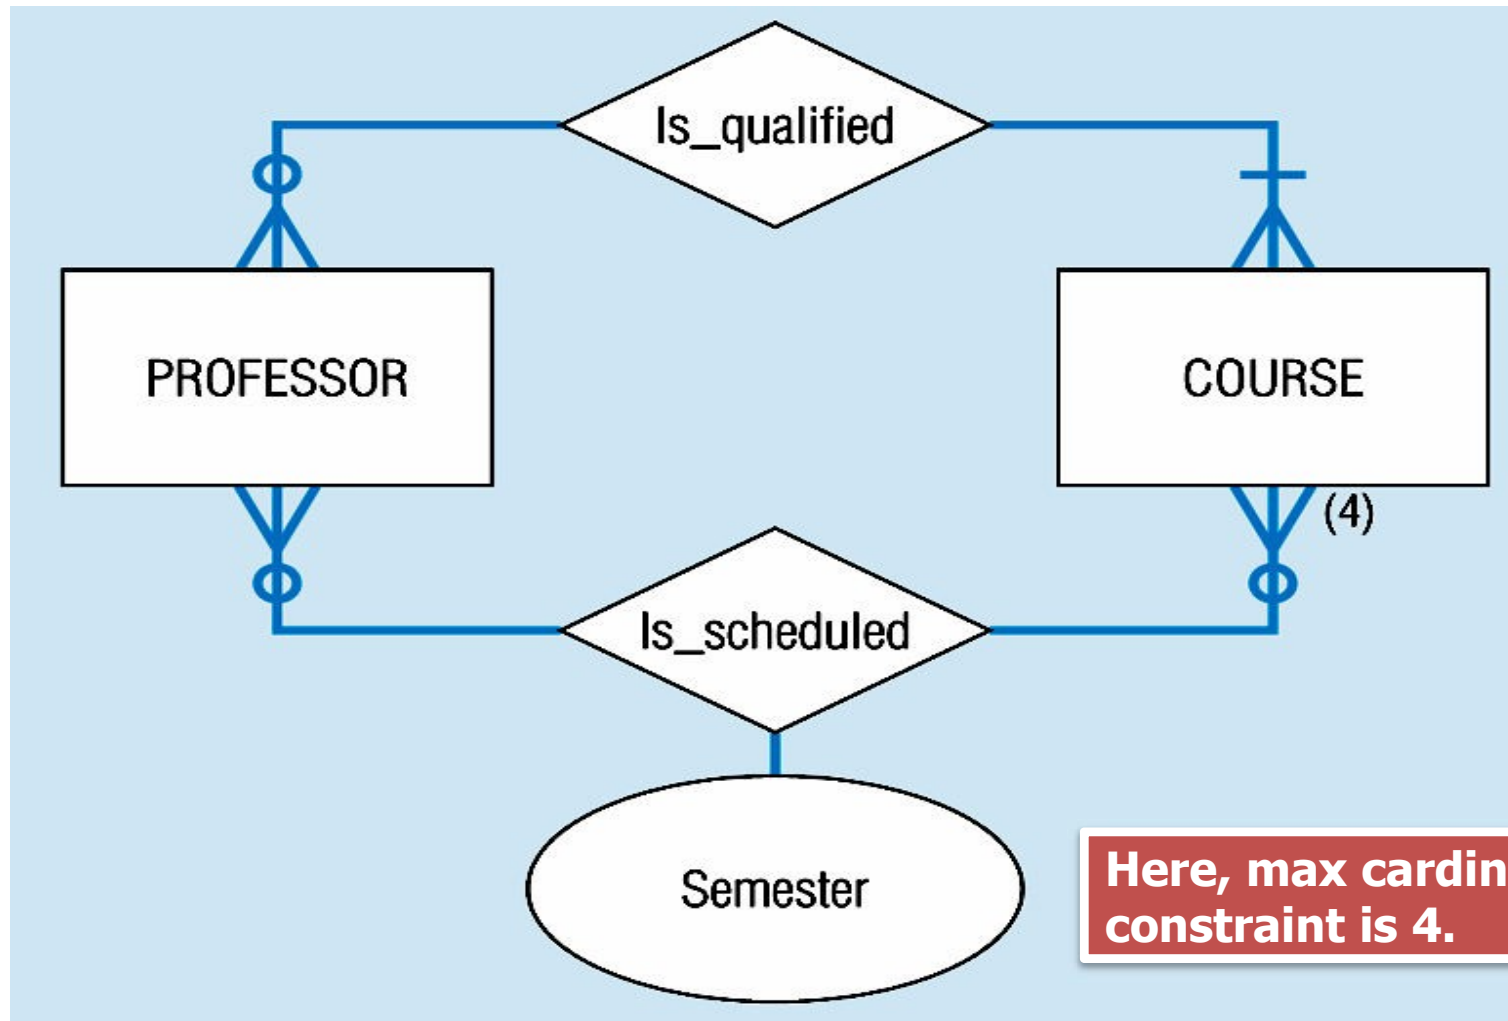 Is_qualified
PROFESSOR
COURSE
(4)
Is_scheduled
Semester
Here, max cardin
constraint is 4.